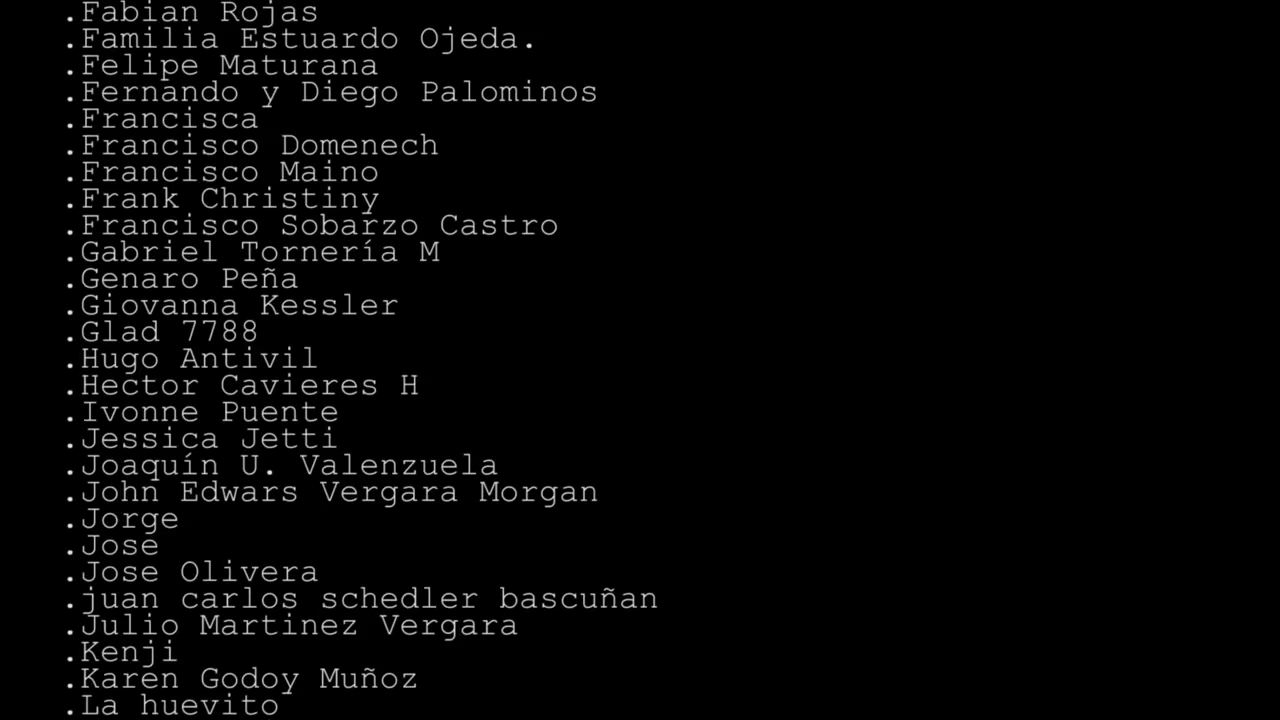 .Fabian Rojas
.Familia Estuardo Ojeda.
.Felipe Maturana
.Fernando y Diego Palominos
.Francisca
.Francisco Domenech
.Francisco Maino
.Frank Christiny
.Francisco Sobarzo Castro
.Gabriel Tornería M
.Genaro Peña
.Giovanna Kessler
.Glad 7788
.Hugo Antivil
.Hector Cavieres H
.Ivonne Puente
.Jessica Jetti
.Joaquín U. Valenzuela
.John Edwars Vergara Morgan
.Jorge
.Jose
.Jose Olivera
.juan carlos schedler bascuñan
.Julio Martinez Vergara
.Kenji
.Karen Godoy Muñoz
.La huevito